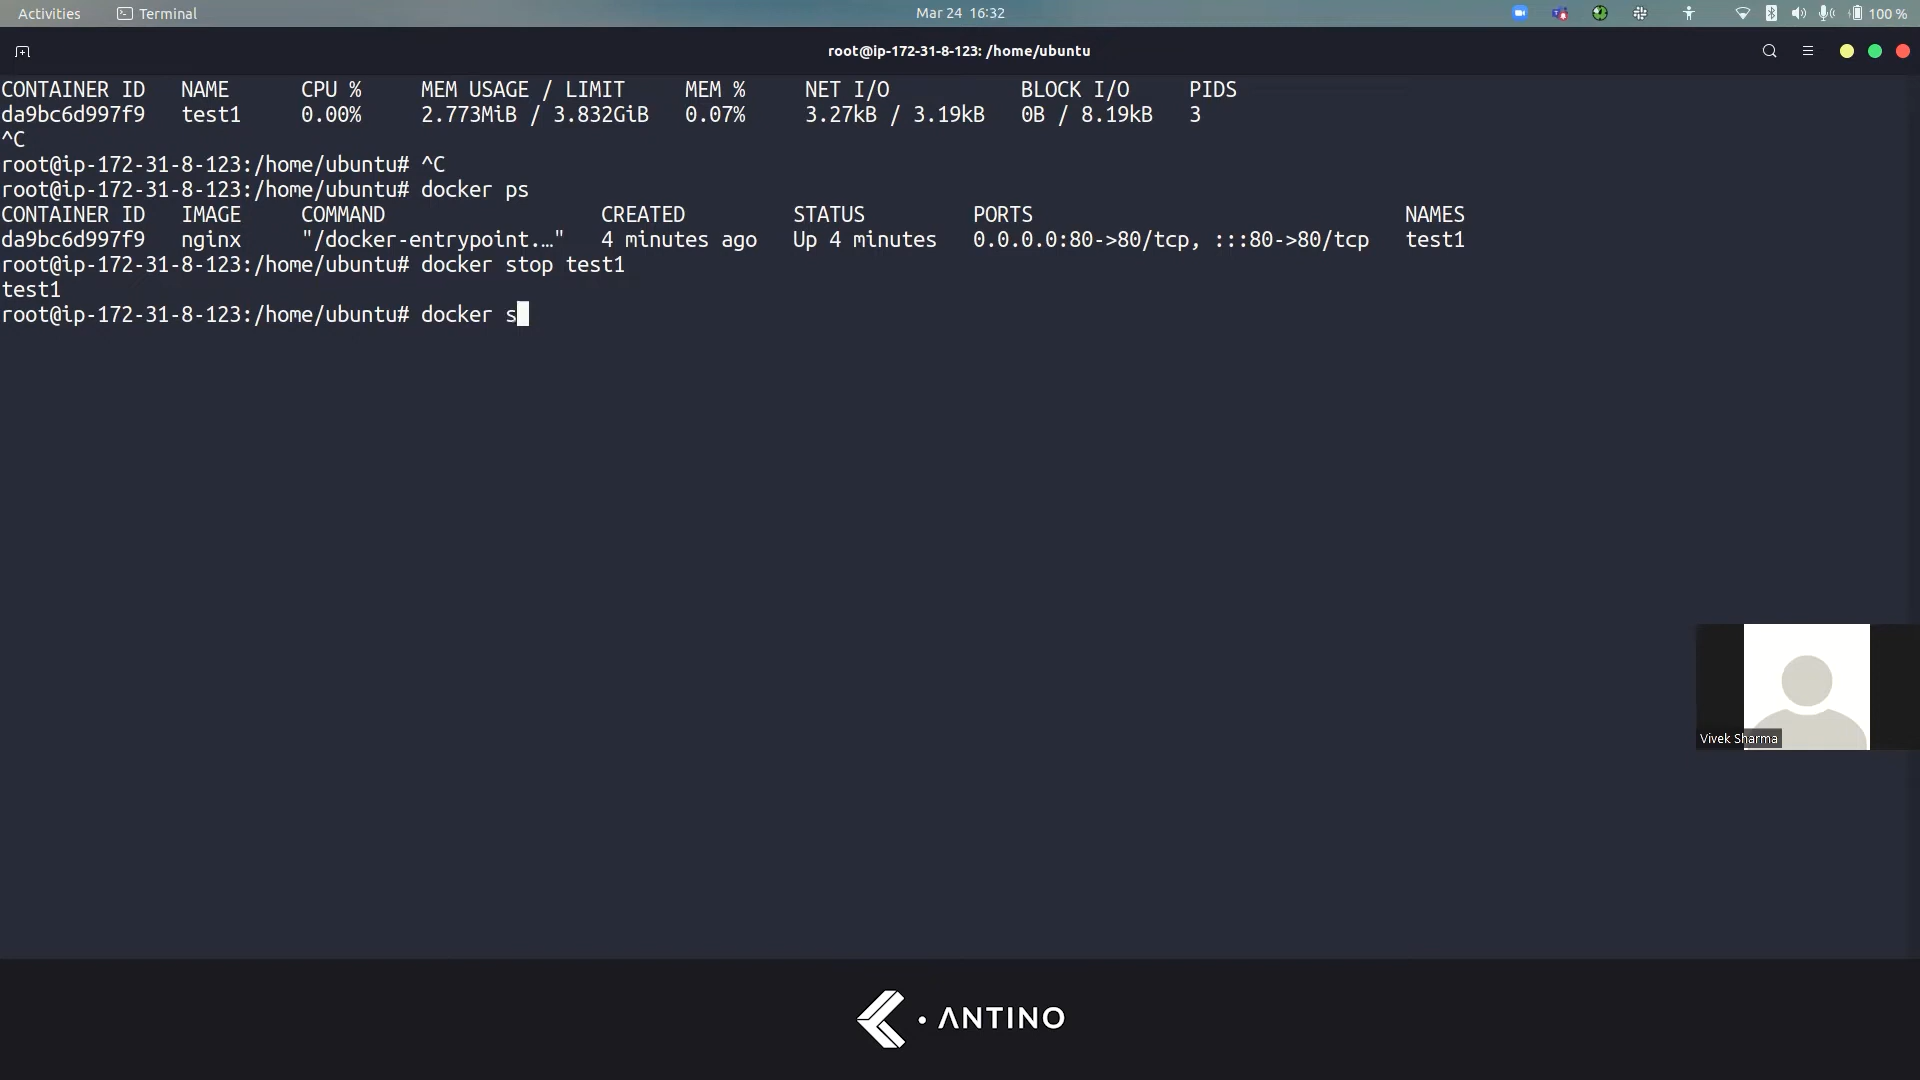 Activities Terminal Mar 24 16:32 100 %
root@ip-172-31-8-123: /home/ubuntu
CONTAINER ID NAME CPU % MEM USAGE / LIMIT MEM % NET I/O BLOCK I/O PIDS
da9bc6d997f9 test1 0.00% 2.773MiB / 3.832GiB 0.07% 3.27kB / 3.19kB 0B / 8.19kB 3
^C
root@ip-172-31-8-123:/home/ubuntu# ^C
root@ip-172-31-8-123:/home/ubuntu# docker ps
CONTAINER ID IMAGE COMMAND CREATED STATUS PORTS NAMES
da9bc6d997f9 nginx "/docker-entrypoint.…" 4 minutes ago Up 4 minutes 0.0.0.0:80->80/tcp, :::80->80/tcp test1
root@ip-172-31-8-123:/home/ubuntu# docker stop test1
test1
root@ip-172-31-8-123:/home/ubuntu# docker s
Vivek Sharma
ANTINO